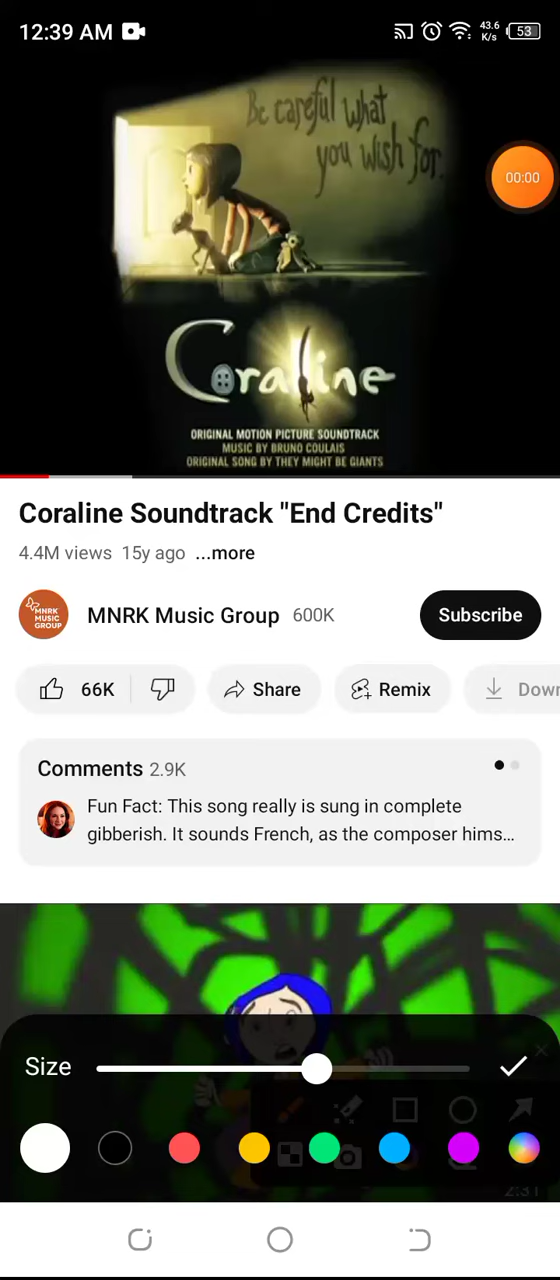 12:39 AM
43.6
K/s
53
Be careful what
you wish for.
00:00
Coraline
ORIGINAL MOTION PICTURE SOUNDTRACK
MUSIC BY BRUNO COULAIS
ORIGINAL SONG BY THEY MIGHT BE GIANTS
Coraline Soundtrack "End Credits"
4.4M views 15y ago ...more
MNRK
MUSIC
GROUP
MNRK Music Group 600K
Subscribe
66K
Share
Remix
Down
Comments 2.9K
Fun Fact: This song really is sung in complete
gibberish. It sounds French, as the composer hims...
Size
2:31